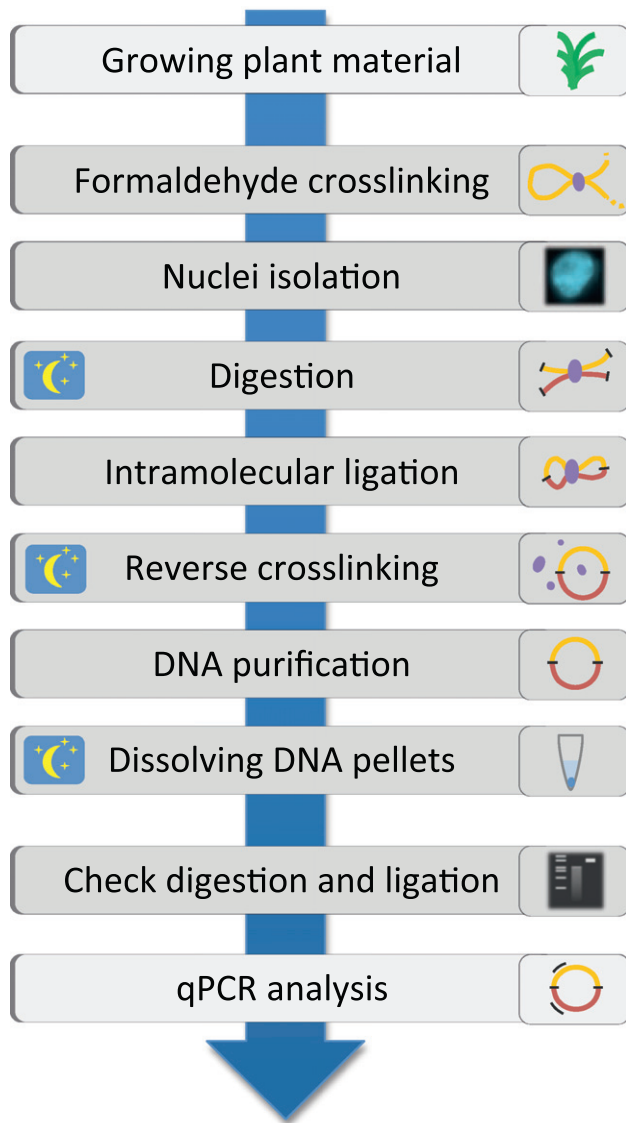 Growing plant material
Formaldehyde crosslinking
Nuclei isolation
Digestion
Intramolecular ligation
Reverse crosslinking
DNA purification
Dissolving DNA pellets
Check digestion and ligation
qPCR analysis